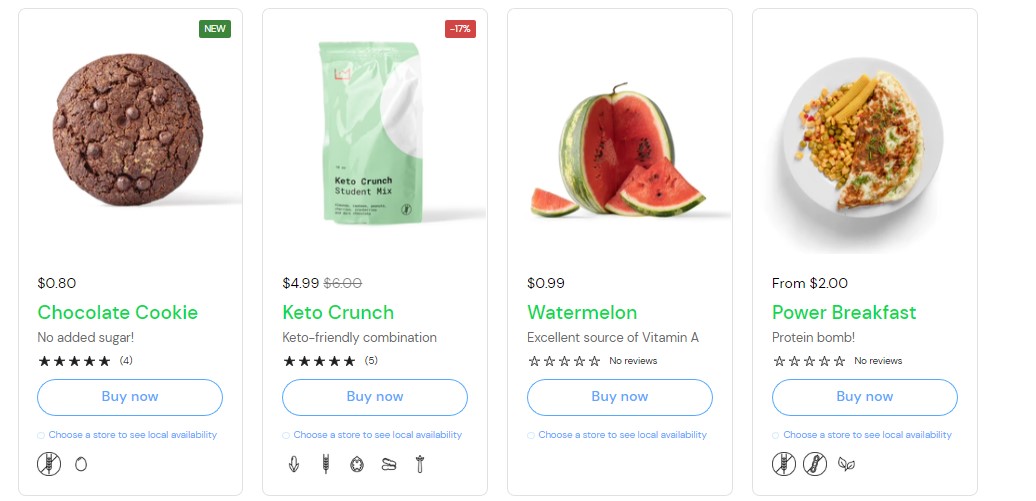 NEW
$0.80
Chocolate Cookie
No added sugar!
(4)
Buy now
Choose a store to see local availability
-17%
Keto Crunch
Student Mix
$4.99 $6.00
Keto Crunch
Keto-friendly combination
(5)
Buy now
Choose a store to see local availability
$0.99
Watermelon
Excellent source of Vitamin A
No reviews
Buy now
Choose a store to see local availability
From $2.00
Power Breakfast
Protein bomb!
No reviews
Buy now
Choose a store to see local availability